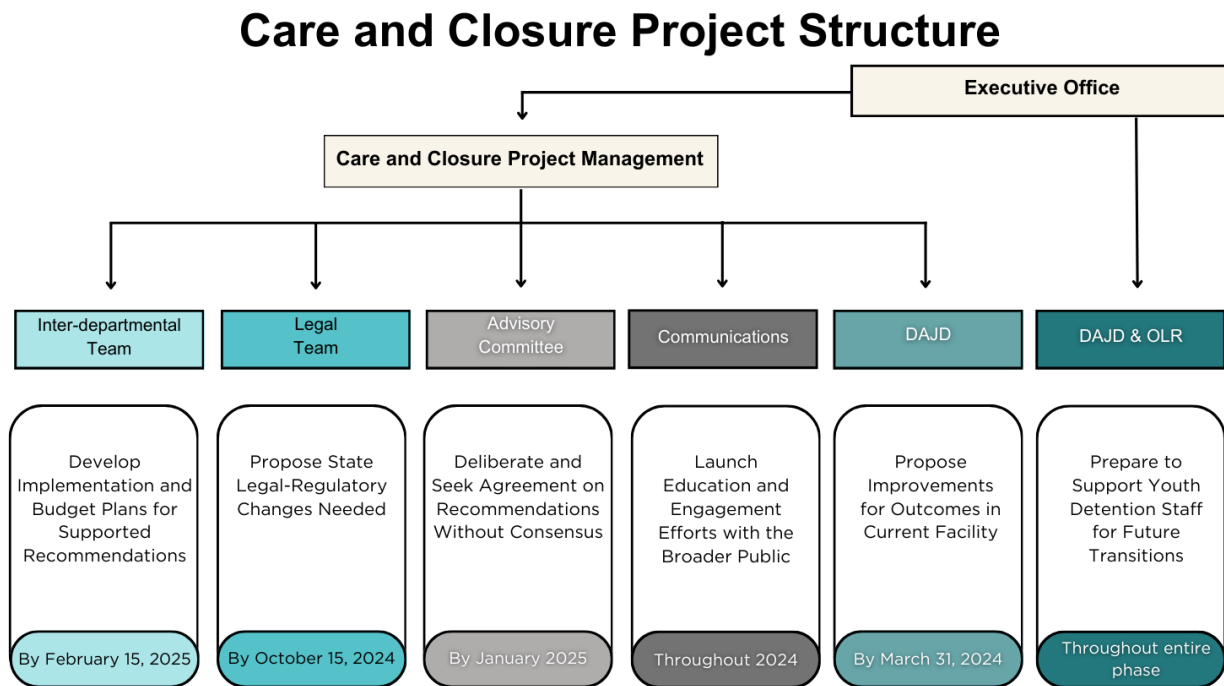 Care and Closure Project Structure
Executive Office
Care and Closure Project Management
Inter-departmental
Team
Legal
Team
Advisory
Committee
Communications
DAJD
DAJD & OLR
Develop
Implementation and
Budget Plans for
Supported
Recommendations
Propose State
Legal-Regulatory
Changes Needed
Deliberate and
Seek Agreement on
Recommendations
Without Consensus
Launch
Education and
Engagement
Efforts with the
Broader Public
Propose
Improvements
for Outcomes in
Current Facility
Prepare to
Support Youth
Detention Staff
for Future
Transitions
By February 15, 2025
By October 15, 2024
By January 2025
Throughout 2024
By March 31, 2024
Throughout entire
phase